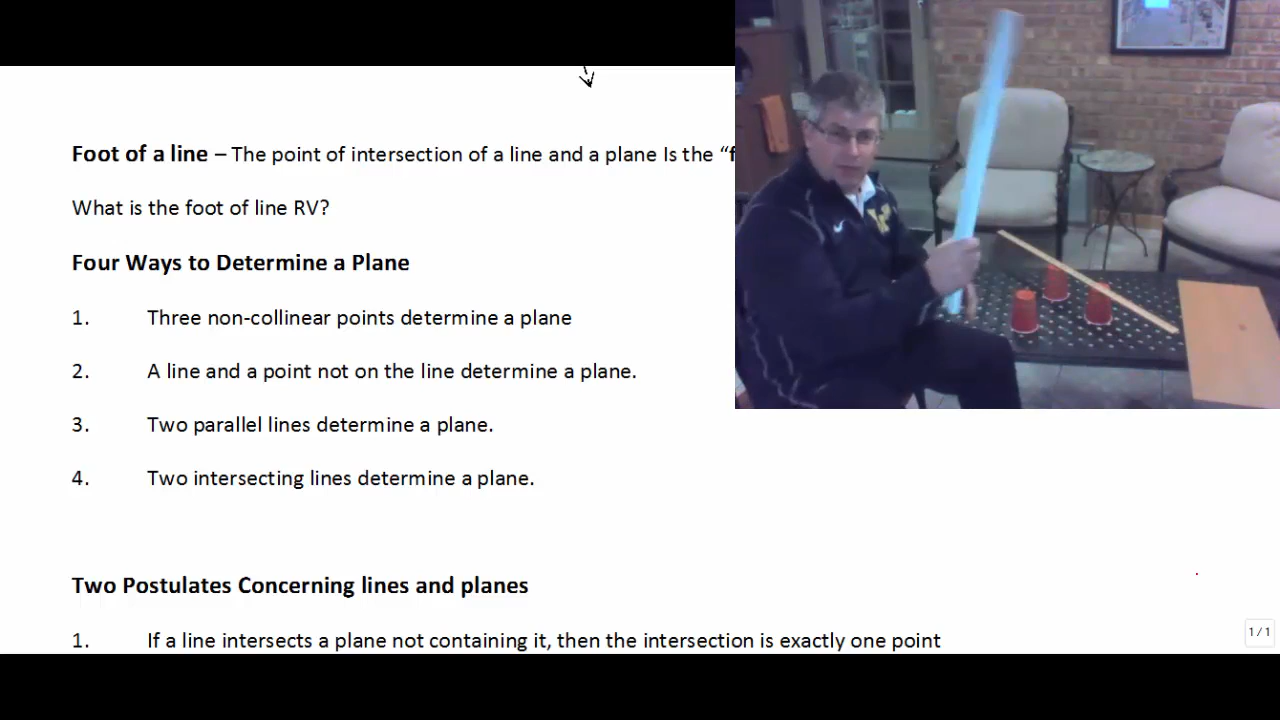 Foot of a line – The point of intersection of a line and a plane Is the “f
What is the foot of line RV?
Four Ways to Determine a Plane
1. Three non-collinear points determine a plane
2. A line and a point not on the line determine a plane.
3. Two parallel lines determine a plane.
4. Two intersecting lines determine a plane.
Two Postulates Concerning lines and planes
1. If a line intersects a plane not containing it, then the intersection is exactly one point
1 / 1